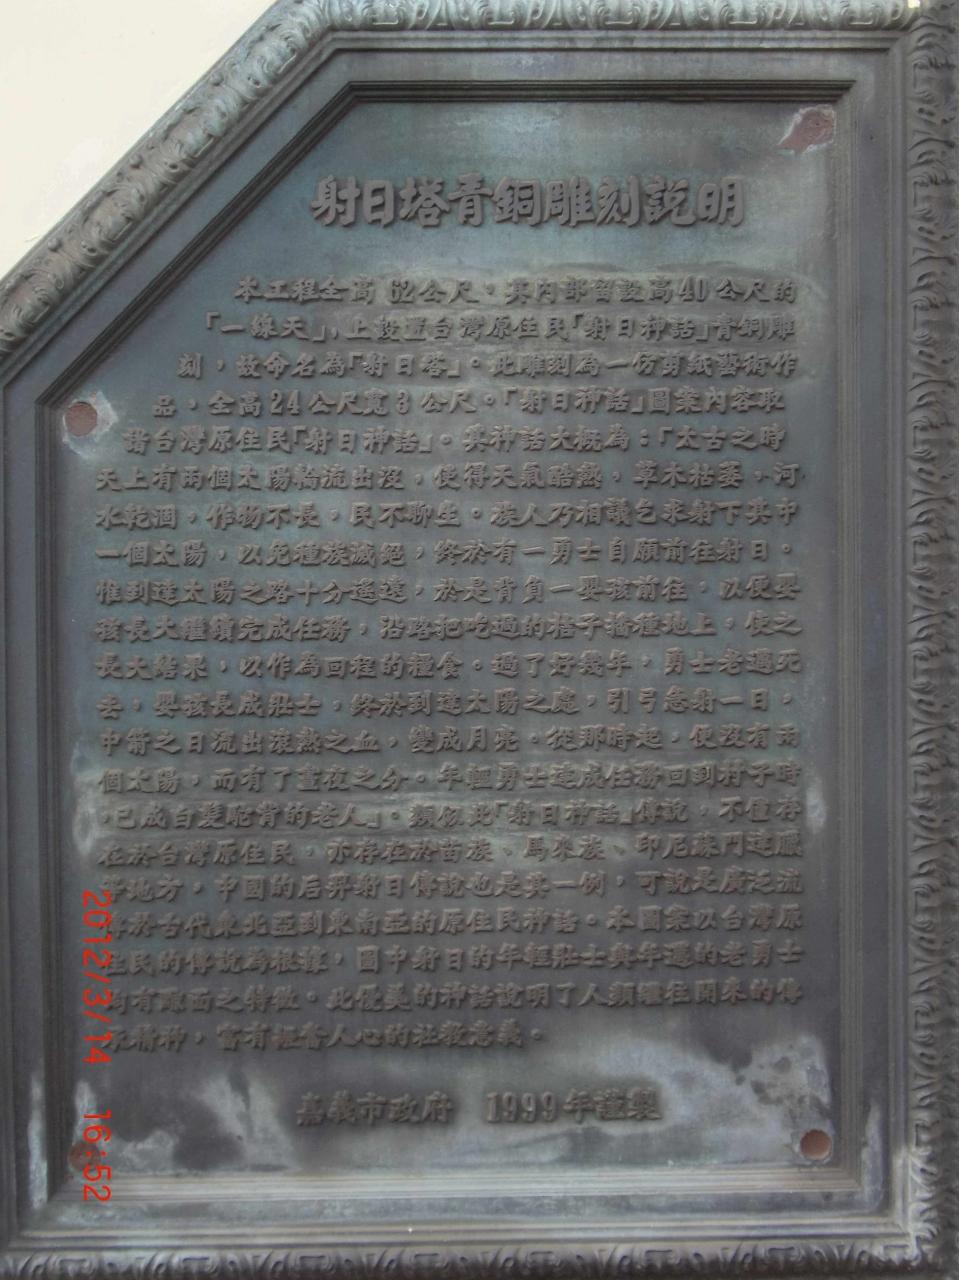 射日塔青銅雕刻說明
本工程全高62公尺，其內部留設高40公尺的
「一線天」，上設置台灣原住民「射日神話」青銅雕
刻，故命名為「射日塔」。此雕刻為一仿剪紙藝術作
品，全高24公尺寬3公尺。「射日神話」圖案內容取
諸台灣原住民「射日神話」。其神話大概為：「太古之時
天上有兩個太陽輪流出沒，使得天氣酷熱，草木枯萎、河
水乾涸，作物不長，民不聊生。族人乃相議乞求射下其中
一個太陽，以免種族滅絕，終於有一勇士自願前往射日。
惟到達太陽之路十分遙遠，於是背負一嬰孩前往，以便嬰
孩長大繼續完成任務，沿路把吃過的桔子播種地上，使之
長大結果，以作為回程的糧食。過了好幾年，勇士老邁死
去，嬰孩長成壯士，終於到達太陽之處，引弓急射一日，
中箭之日流出滾熱之血，變成月亮。從那時起，便沒有兩
個太陽，而有了晝夜之分。年輕勇士達成任務回到村子時
，已成白髮駝背的老人」。類似此「射日神話」傳說，不僅存
在於台灣原住民，亦存在於苗族、馬來族、印尼蘇門達臘
等地方，中國的后羿射日傳說也是其一例，可說是廣泛流
傳於古代東北亞到東南亞的原住民神話。本圖案以台灣原
住民的傳說為根據，圖中射日的年輕壯士與年邁的老勇士
均有黥面之特徵。此優美的神話說明了人類繼往開來的傳
承精神，富有振奮人心的社教意義。
嘉義市政府 1999年謹製
2012/3/14 16:52